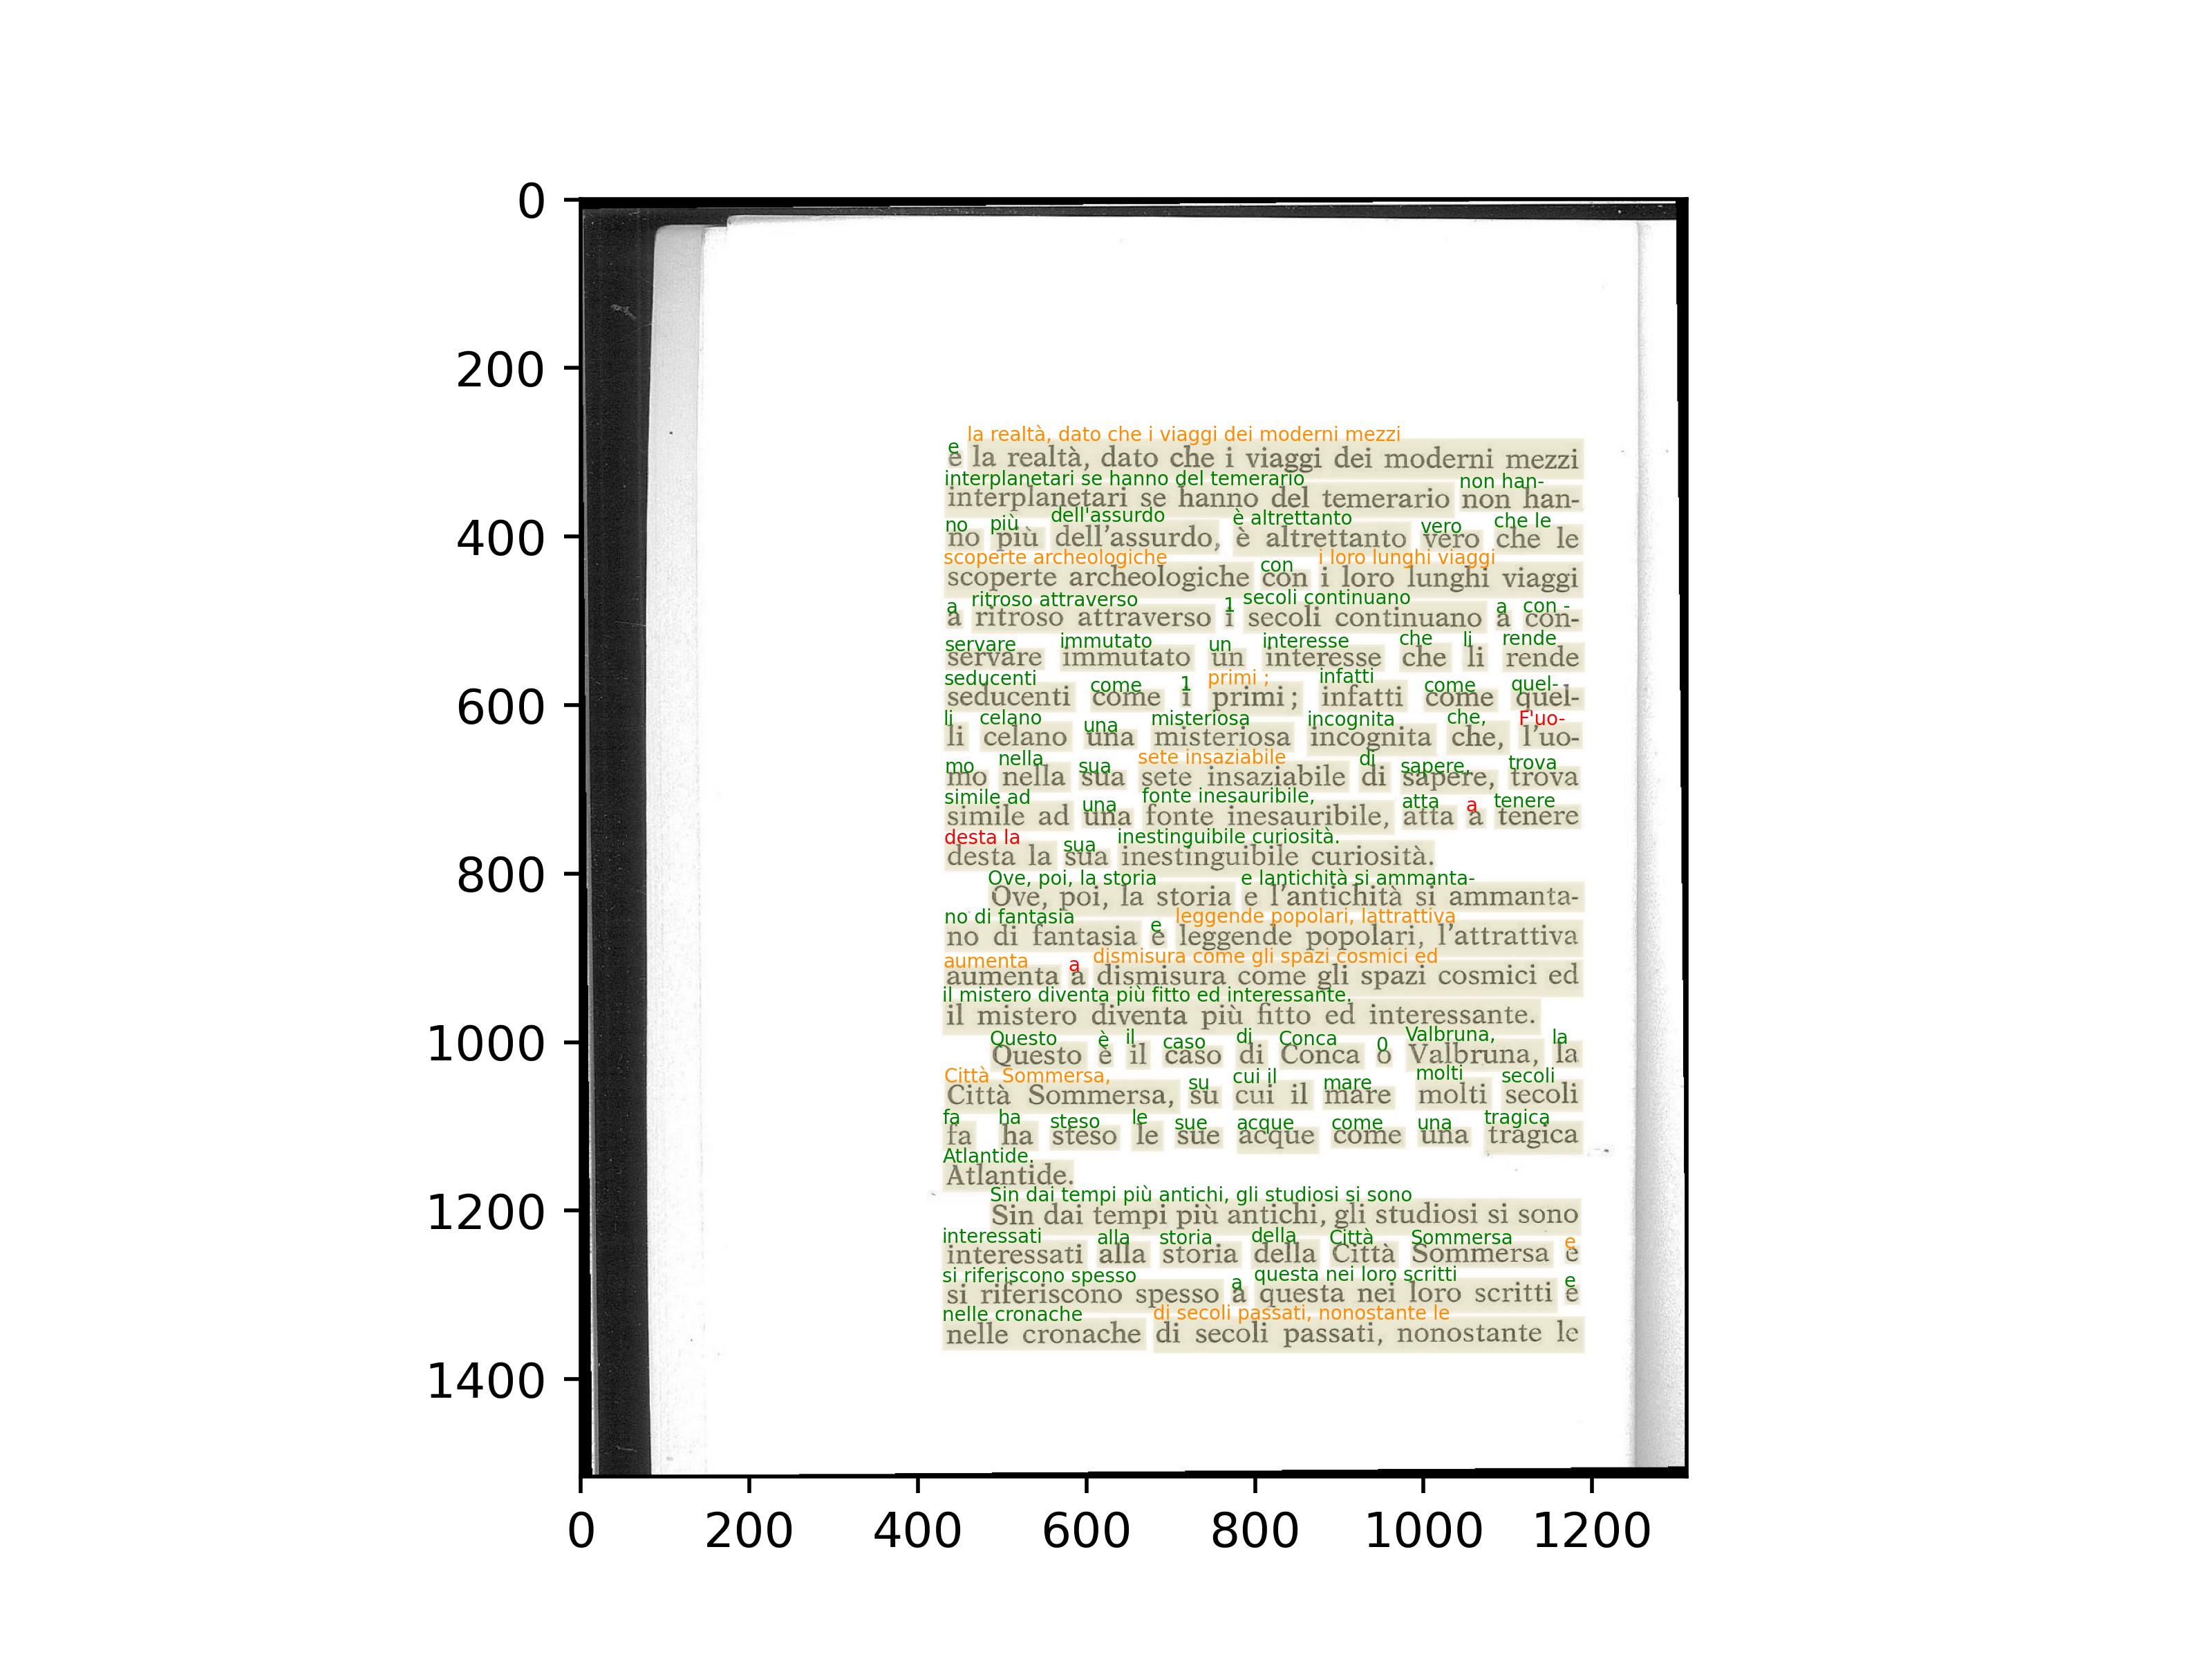 e la realtà, dato che i viaggi dei moderni mezzi
interplanetari se hanno del temerario non han-
no più dell'assurdo, è altrettanto vero che le
scoperte archeologiche con i loro lunghi viaggi
a ritroso attraverso i secoli continuano a con-
servare immutato un interesse che li rende
seducenti come i primi; infatti come quel-
li celano una misteriosa incognita che, l'uo-
mo nella sua sete insaziabile di sapere, trova
simile ad una fonte inesauribile, atta a tenere
desta la sua inestinguibile curiosità.
Ove, poi, la storia e l'antichità si ammanta-
no di fantasia e leggende popolari, l'attrattiva
aumenta a dismisura come gli spazi cosmici ed
il mistero diventa più fitto ed interessante.
Questo è il caso di Conca o Valbruna, la
Città Sommersa, su cui il mare molti secoli
fa ha steso le sue acque come una tragica
Atlantide.
Sin dai tempi più antichi, gli studiosi si sono
interessati alla storia della Città Sommersa e
si riferiscono spesso a questa nei loro scritti e
nelle cronache di secoli passati, nonostante le